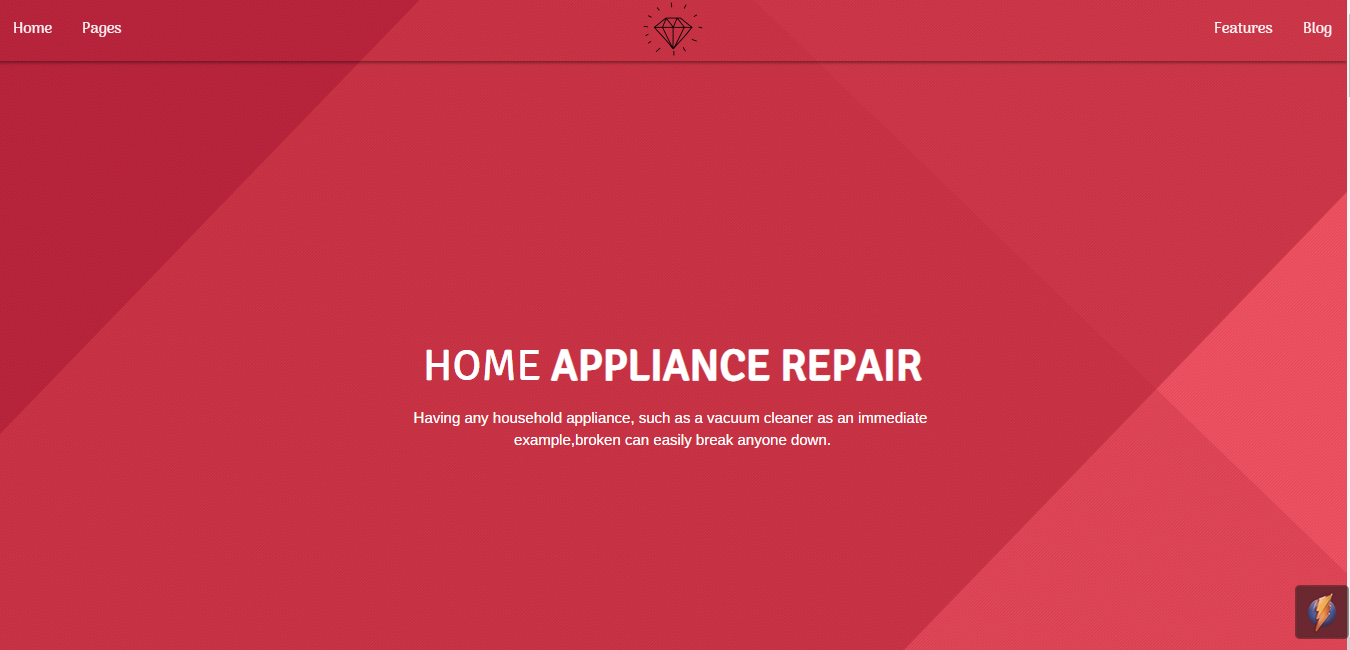 Home Pages Features Blog
HOME APPLIANCE REPAIR
Having any household appliance, such as a vacuum cleaner as an immediate
example,broken can easily break anyone down.